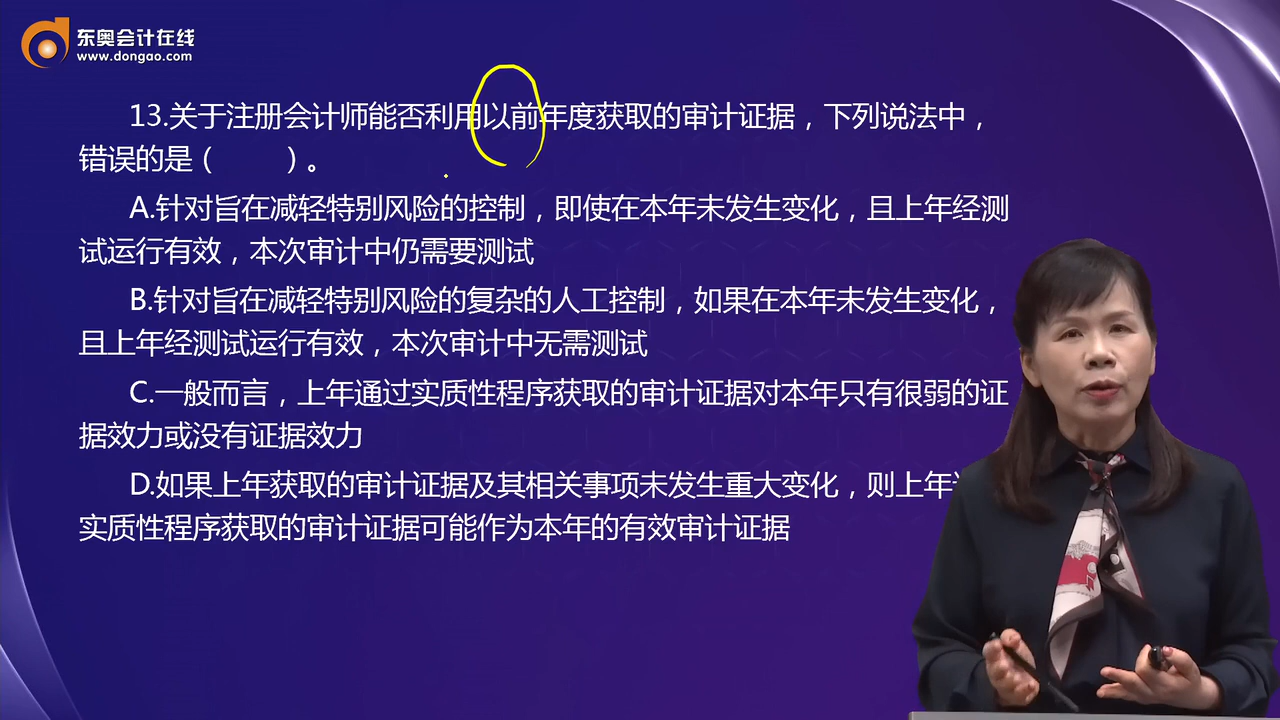 东奥会计在线
www.dongao.com
13.关于注册会计师能否利用以前年度获取的审计证据，下列说法中，
错误的是（　　）。
A.针对旨在减轻特别风险的控制，即使在本年未发生变化，且上年经测
试运行有效，本次审计中仍需要测试
B.针对旨在减轻特别风险的复杂的人工控制，如果在本年未发生变化，
且上年经测试运行有效，本次审计中无需测试
C.一般而言，上年通过实质性程序获取的审计证据对本年只有很弱的证
据效力或没有证据效力
D.如果上年获取的审计证据及其相关事项未发生重大变化，则上年
实质性程序获取的审计证据可能作为本年的有效审计证据